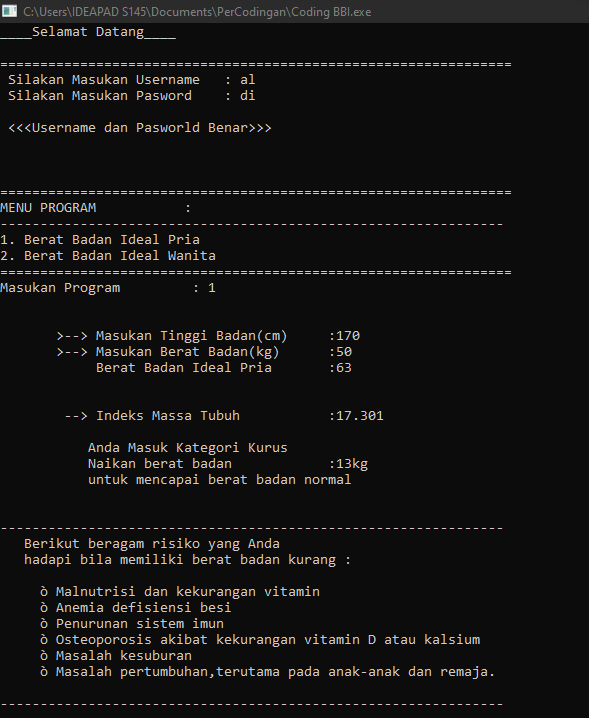 C:\Users\IDEAPAD S145\Documents\PerCodingan\Coding BBI.exe
____Selamat Datang____
================================================================
Silakan Masukan Username   : al
Silakan Masukan Pasword    : di
<<<Username dan Pasworld Benar>>>
================================================================
MENU PROGRAM           :
---------------------------------------------------------------
1. Berat Badan Ideal Pria
2. Berat Badan Ideal Wanita
================================================================
Masukan Program         : 1
>--> Masukan Tinggi Badan(cm)     :170
>--> Masukan Berat Badan(kg)      :50
Berat Badan Ideal Pria       :63
--> Indeks Massa Tubuh           :17.301
Anda Masuk Kategori Kurus
Naikan berat badan            :13kg
untuk mencapai berat badan normal
---------------------------------------------------------------
Berikut beragam risiko yang Anda
hadapi bila memiliki berat badan kurang :
ò Malnutrisi dan kekurangan vitamin
ò Anemia defisiensi besi
ò Penurunan sistem imun
ò Osteoporosis akibat kekurangan vitamin D atau kalsium
ò Masalah kesuburan
ò Masalah pertumbuhan,terutama pada anak-anak dan remaja.
---------------------------------------------------------------